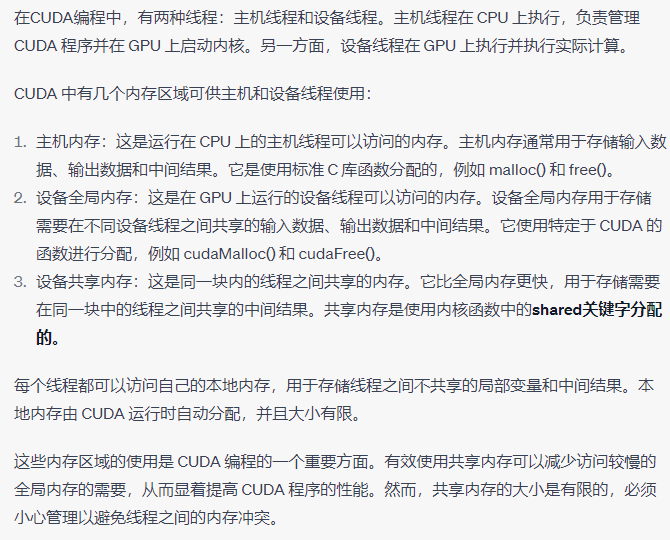 在CUDA编程中，有两种线程：主机线程和设备线程。主机线程在 CPU 上执行，负责管理
CUDA 程序并在 GPU 上启动内核。另一方面，设备线程在 GPU 上执行并执行实际计算。
CUDA 中有几个内存区域可供主机和设备线程使用：
1. 主机内存：这是运行在 CPU 上的主机线程可以访问的内存。主机内存通常用于存储输入数
据、输出数据和中间结果。它是使用标准 C 库函数分配的，例如 malloc() 和 free()。
2. 设备全局内存：这是在 GPU 上运行的设备线程可以访问的内存。设备全局内存用于存储
需要在不同设备线程之间共享的输入数据、输出数据和中间结果。它使用特定于 CUDA 的
函数进行分配，例如 cudaMalloc() 和 cudaFree()。
3. 设备共享内存：这是同一块内的线程之间共享的内存。它比全局内存更快，用于存储需要
在同一块中的线程之间共享的中间结果。共享内存是使用内核函数中的shared关键字分配
的。
每个线程都可以访问自己的本地内存，用于存储线程之间不共享的局部变量和中间结果。本
地内存由 CUDA 运行时自动分配，并且大小有限。
这些内存区域的使用是 CUDA 编程的一个重要方面。有效使用共享内存可以减少访问较慢的
全局内存的需要，从而显着提高 CUDA 程序的性能。然而，共享内存的大小是有限的，必须
小心管理以避免线程之间的内存冲突。